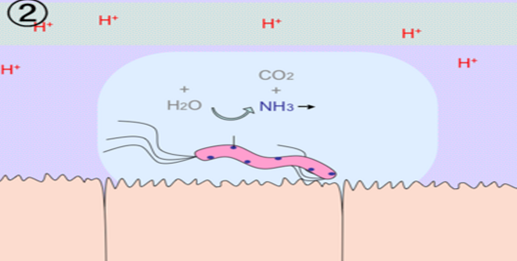 ②
H⁺ H⁺ H⁺ H⁺
H⁺ H⁺
CO₂
+ +
H₂O NH₃ →